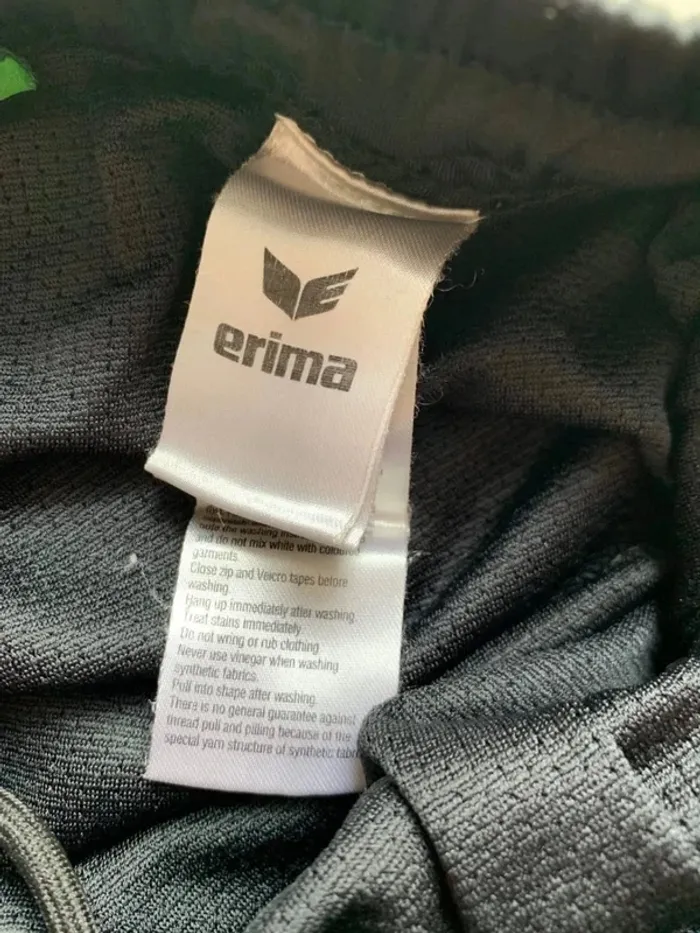 erima
note the washing
and do not mix white with coloured
garments.
Close zip and Velcro tapes before
washing.
Hang up immediately after washing.
Treat stains immediately.
Do not wring or rub clothing.
Never use vinegar when washing
synthetic fabrics.
Pull into shape after washing.
There is no general guarantee against
thread pull and pilling because of the
special yarn structure of synthetic